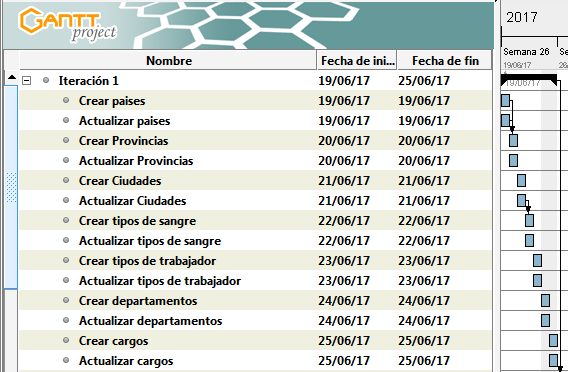 GANTT
project
2017
Nombre Fecha de ini... Fecha de fin Semana 26
19/06/17 26/
Iteración 1 19/06/17 25/06/17 19/06/17
Crear paises 19/06/17 19/06/17
Actualizar paises 19/06/17 19/06/17
Crear Provincias 20/06/17 20/06/17
Actualizar Provincias 20/06/17 20/06/17
Crear Ciudades 21/06/17 21/06/17
Actualizar Ciudades 21/06/17 21/06/17
Crear tipos de sangre 22/06/17 22/06/17
Actualizar tipos de sangre 22/06/17 22/06/17
Crear tipos de trabajador 23/06/17 23/06/17
Actualizar tipos de trabajador 23/06/17 23/06/17
Crear departamentos 24/06/17 24/06/17
Actualizar departamentos 24/06/17 24/06/17
Crear cargos 25/06/17 25/06/17
Actualizar cargos 25/06/17 25/06/17